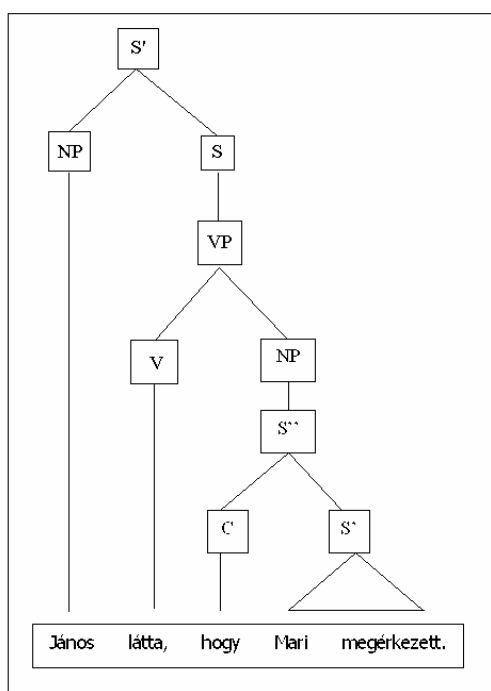 S'
NP S
VP
V NP
S``
C S`
János látta, hogy Mari megérkezett.